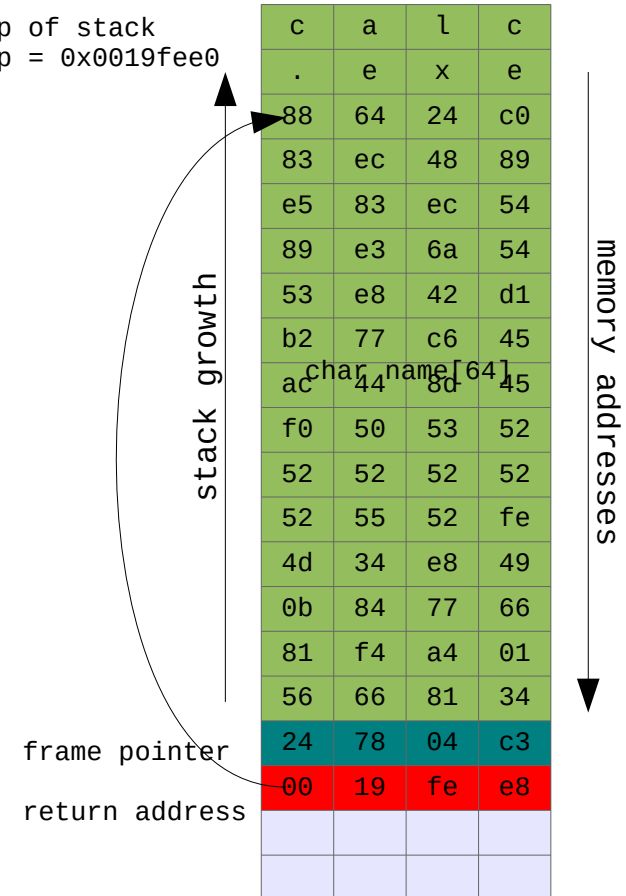 p of stack
p = 0x0019fee0
c a l c
. e x e
88 64 24 c0
83 ec 48 89
e5 83 ec 54
89 e3 6a 54
53 e8 42 d1
b2 77 c6 45
char name[64]
ac 44 8d 45
f0 50 53 52
52 52 52 52
52 55 52 fe
4d 34 e8 49
0b 84 77 66
81 f4 a4 01
56 66 81 34
frame pointer
24 78 04 c3
return address
00 19 fe e8
stack growth
memory addresses